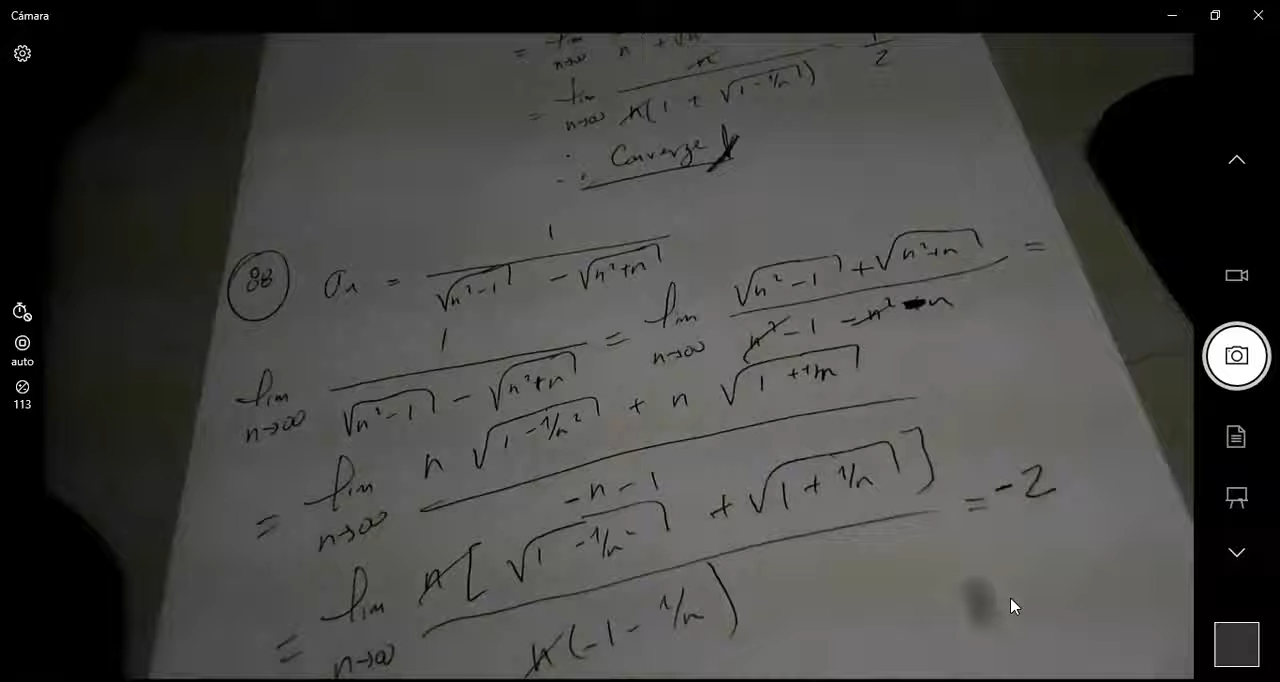 Cámara
= lim n + √n
n→∞
= lim n / n(1 + √(1 - 1/n)) 1/2
n→∞
∴ Converge
88 an = 1 / (√(n²-1) - √(n²+n))
lim 1 / (√(n²-1) - √(n²+n)) = lim (√(n²-1) + √(n²+n)) / (n² - 1 - n² - n) =
n→∞ n→∞
= lim (n √(1 - 1/n²) + n √(1 + 1/n)) / (-n - 1)
n→∞
= lim n[√(1 - 1/n²) + √(1 + 1/n)] / n(-1 - 1/n) = -2
n→∞
auto
113